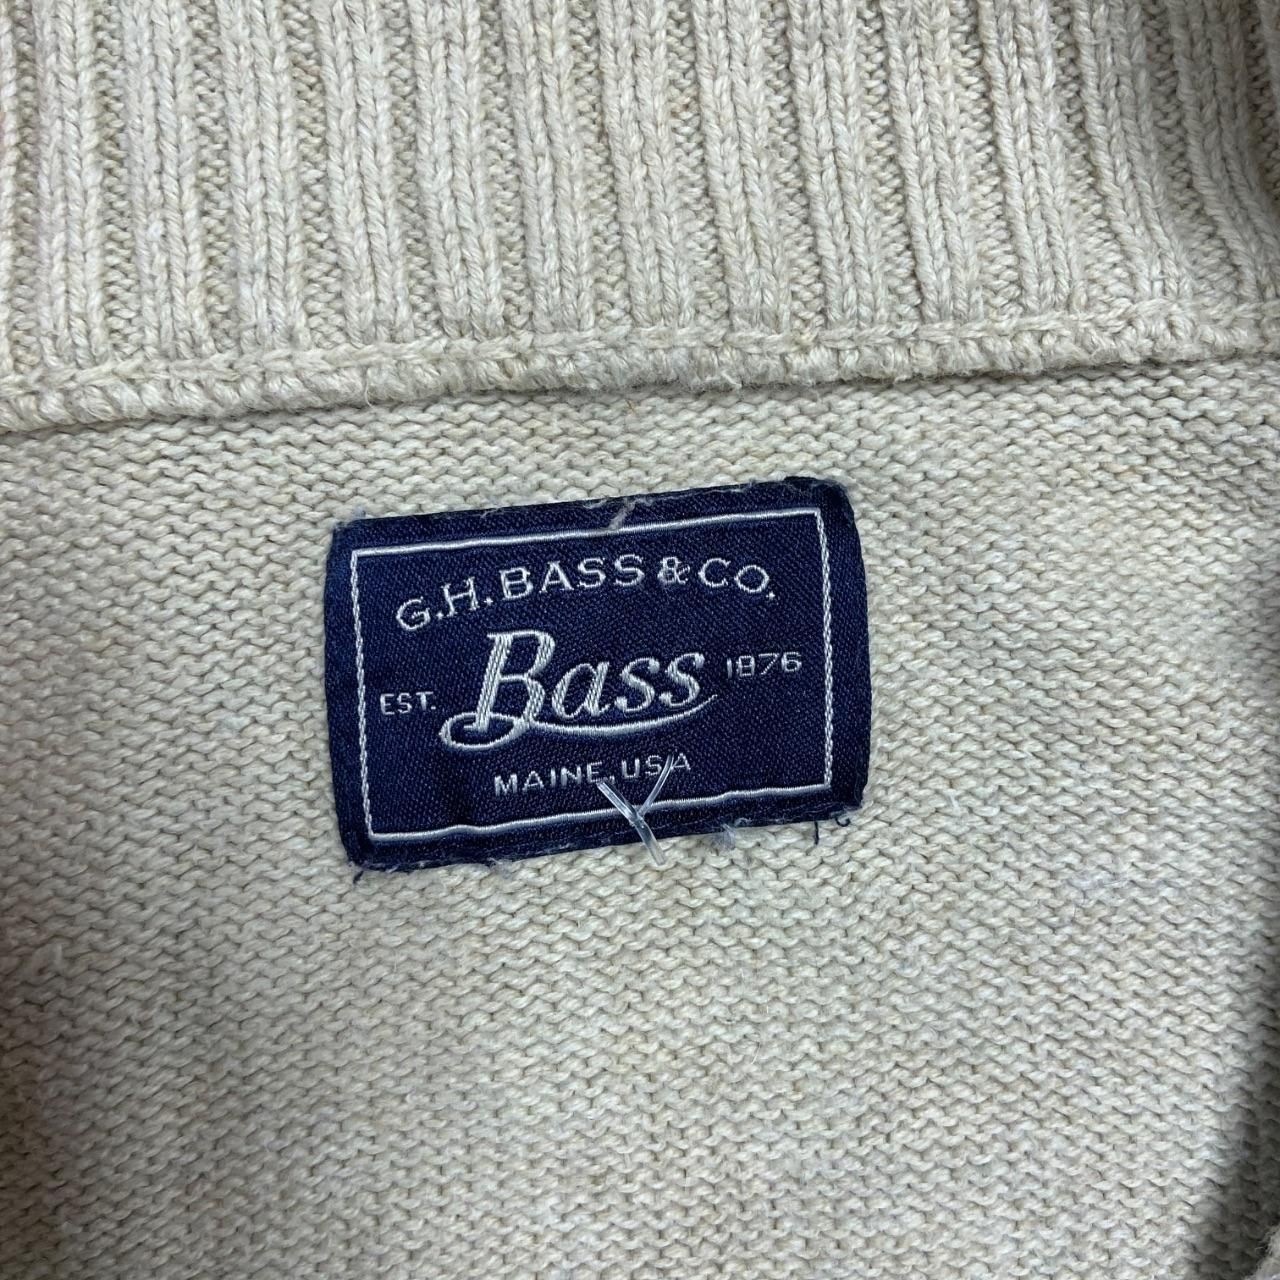 G.H. BASS & CO.
EST. Bass 1876
MAINE, USA